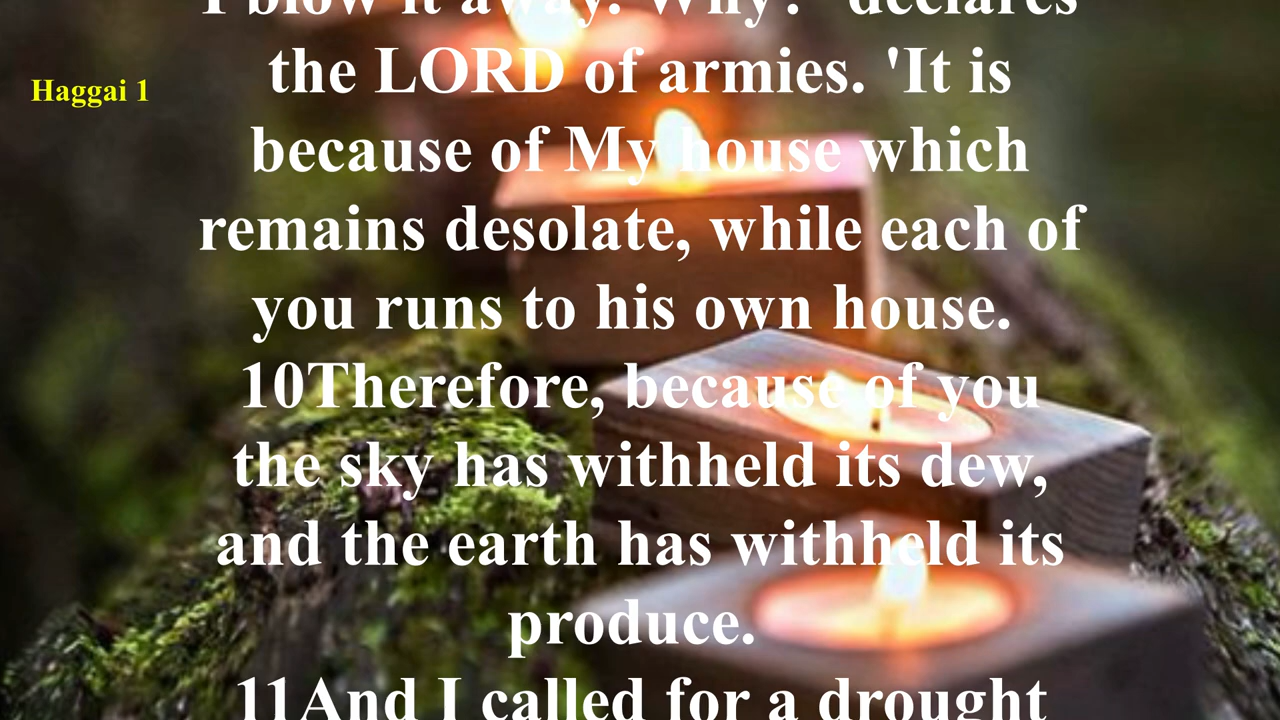 I blow it away. Why?" declares
the LORD of armies. 'It is
Haggai 1
because of My house which
remains desolate, while each of
you runs to his own house.
10Therefore, because of you
the sky has withheld its dew,
and the earth has withheld its
produce.
11And I called for a drought